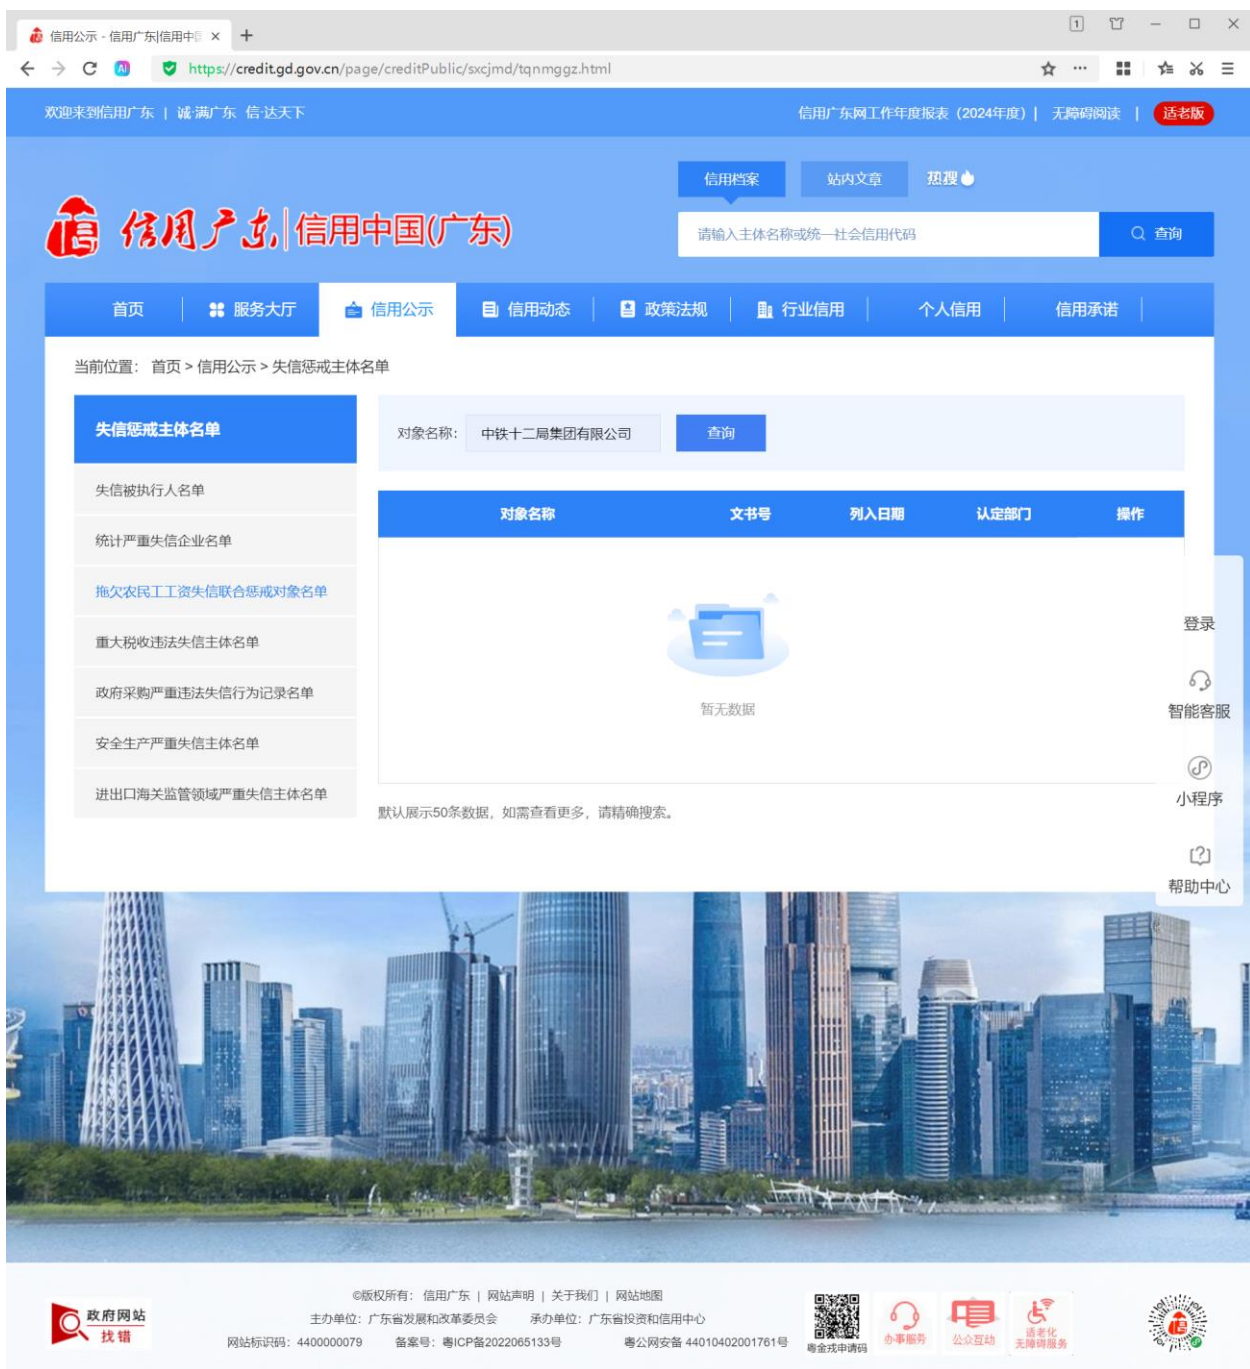 信用公示 - 信用广东|信用中国
1
https://credit.gd.gov.cn/page/creditPublic/sxcjmd/tqnmggz.html
欢迎来到信用广东 | 诚·满广东 信·达天下
信用广东网工作年度报表（2024年度） | 无障碍阅读 | 适老版
信用档案 站内文章 热搜
信用广东 | 信用中国(广东)
请输入主体名称或统一社会信用代码 查询
首页 服务大厅 信用公示 信用动态 政策法规 行业信用 个人信用 信用承诺
当前位置： 首页 > 信用公示 > 失信惩戒主体名单
失信惩戒主体名单
对象名称： 中铁十二局集团有限公司 查询
失信被执行人名单
统计严重失信企业名单
拖欠农民工工资失信联合惩戒对象名单
重大税收违法失信主体名单
政府采购严重违法失信行为记录名单
安全生产严重失信主体名单
进出口海关监管领域严重失信主体名单
对象名称 文书号 列入日期 认定部门 操作
暂无数据
默认展示50条数据，如需查看更多，请精确搜索。
登录
智能客服
小程序
帮助中心
政府网站
找错
©版权所有： 信用广东 | 网站声明 | 关于我们 | 网站地图
主办单位：广东省发展和改革委员会 承办单位：广东省投资和信用中心
网站标识码：4400000079 备案号：粤ICP备2022065133号 粤公网安备 44010402001761号
粤金戎申请码
办事服务
公众互动
适老化
无障碍服务